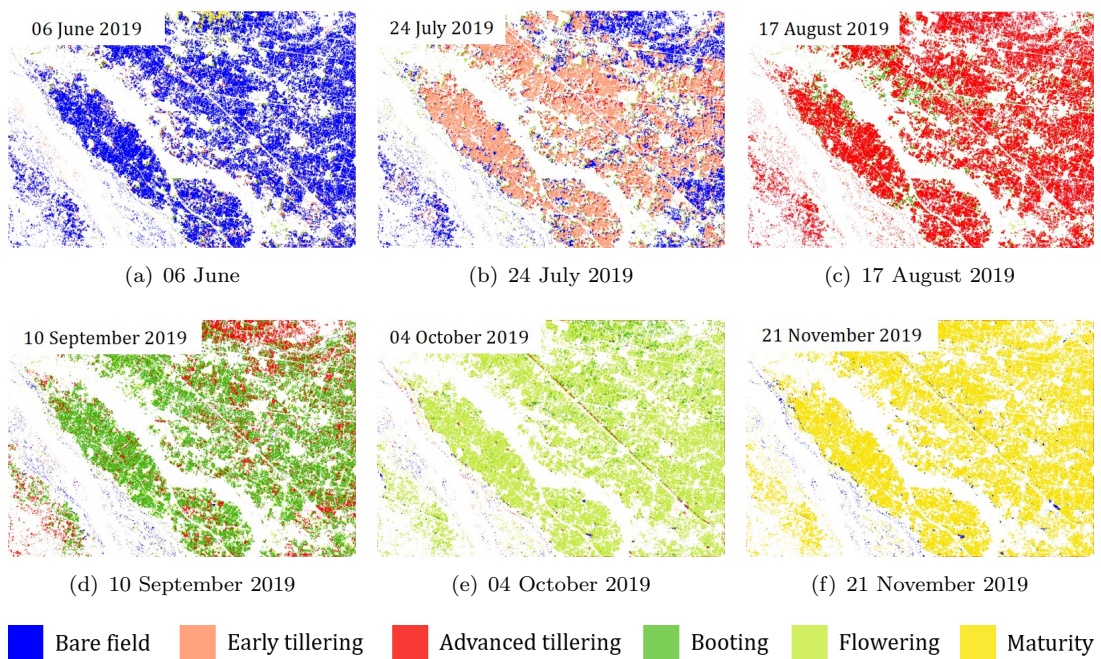 06 June 2019
24 July 2019
17 August 2019
(a) 06 June
(b) 24 July 2019
(c) 17 August 2019
10 September 2019
04 October 2019
21 November 2019
(d) 10 September 2019
(e) 04 October 2019
(f) 21 November 2019
Bare field
Early tillering
Advanced tillering
Booting
Flowering
Maturity